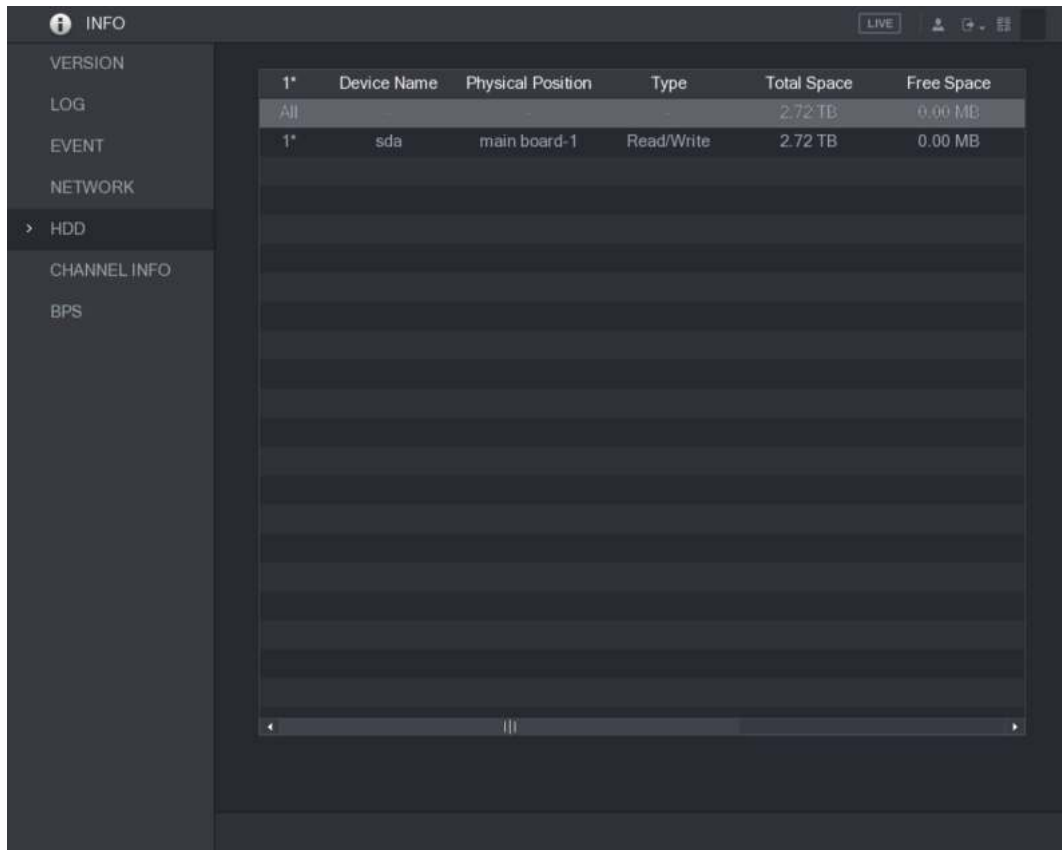 INFO LIVE
VERSION
LOG
EVENT
NETWORK
HDD
CHANNEL INFO
BPS
1* Device Name Physical Position Type Total Space Free Space
All - - - 2.72 TB 0.00 MB
1* sda main board-1 Read/Write 2.72 TB 0.00 MB